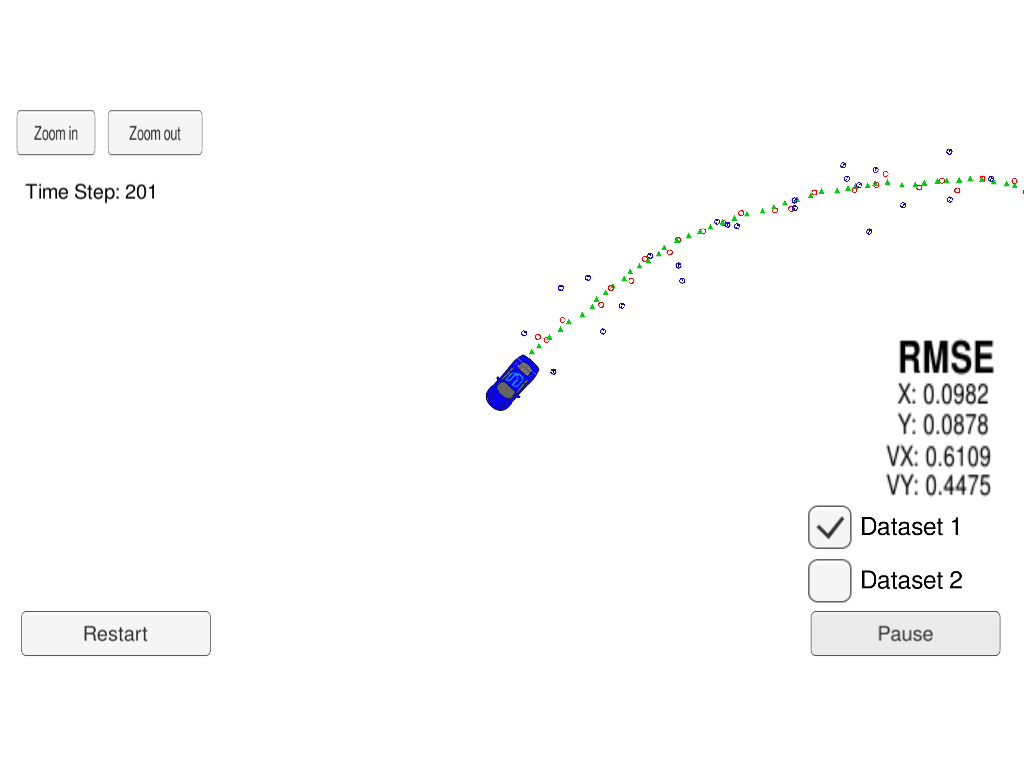 Zoom in
Zoom out
Time Step: 201
RMSE
X: 0.0982
Y: 0.0878
VX: 0.6109
VY: 0.4475
Dataset 1
Dataset 2
Restart
Pause